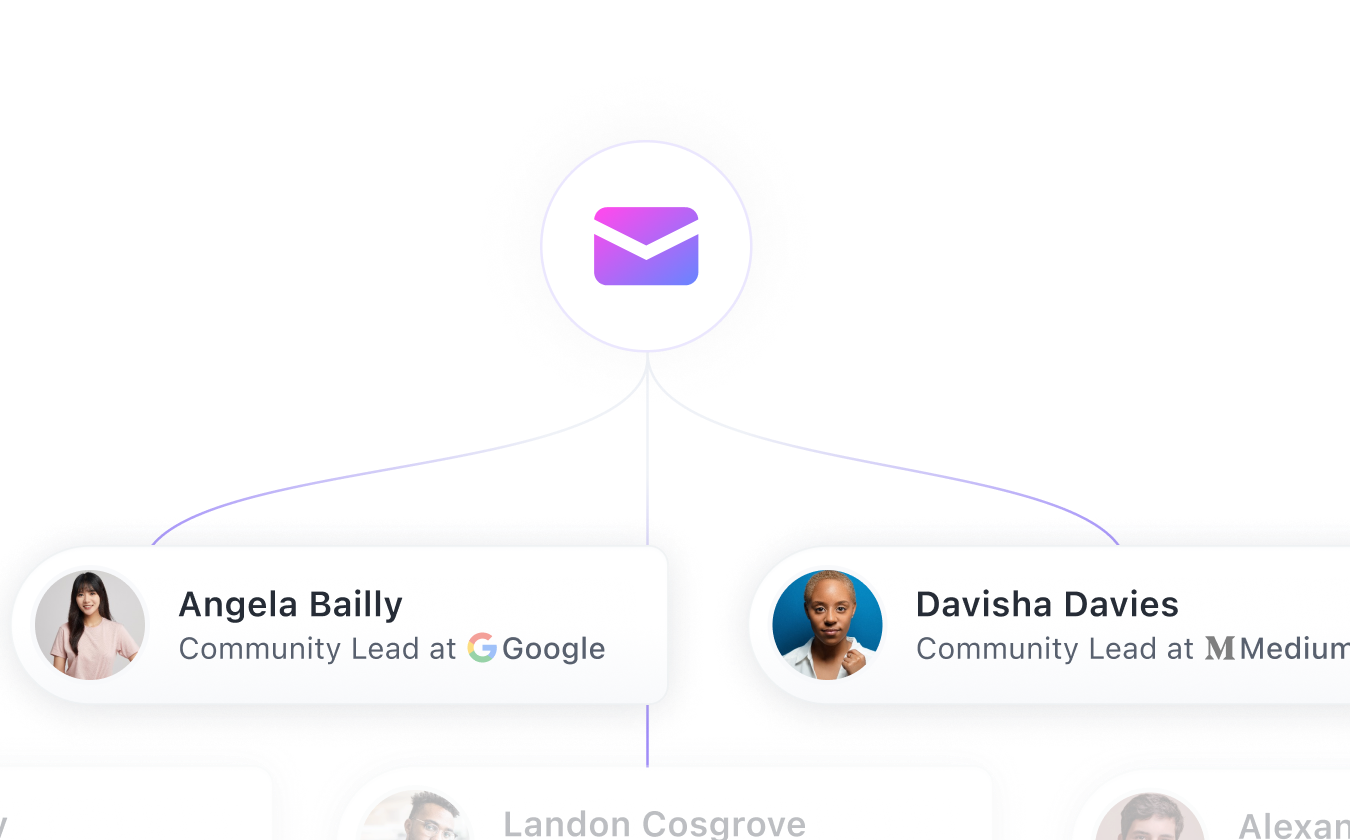 Angela Bailly
Community Lead at Google
Davisha Davies
Community Lead at M Medium
y
Landon Cosgrove
Alexan